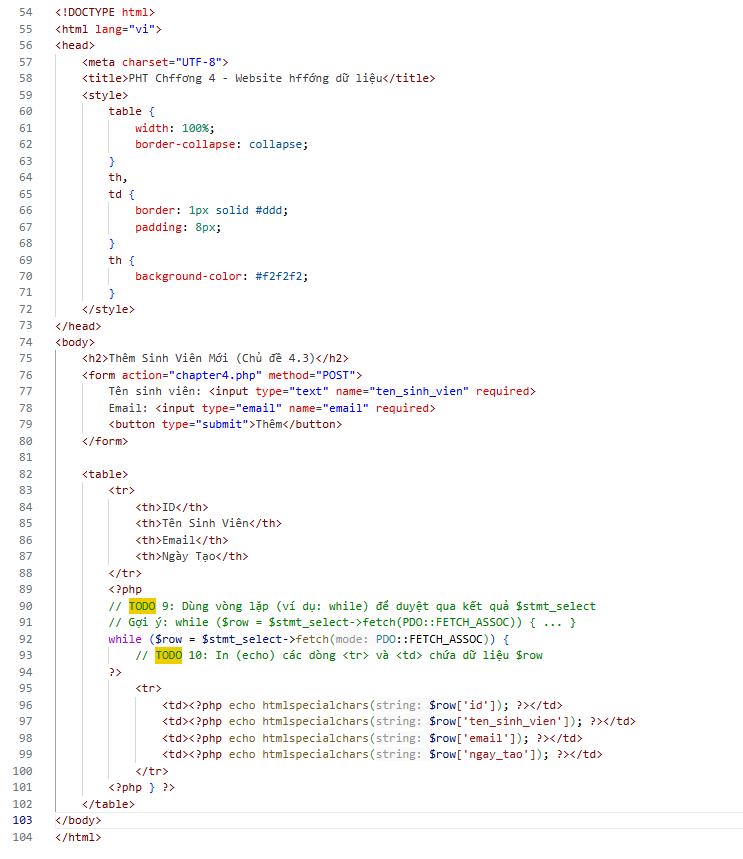 54 <!DOCTYPE html>
55 <html lang="vi">
56 <head>
57     <meta charset="UTF-8">
58     <title>PHT Chffơng 4 - Website hffớng dữ liệu</title>
59     <style>
60         table {
61             width: 100%;
62             border-collapse: collapse;
63         }
64         th,
65         td {
66             border: 1px solid #ddd;
67             padding: 8px;
68         }
69         th {
70             background-color: #f2f2f2;
71         }
72     </style>
73 </head>
74 <body>
75     <h2>Thêm Sinh Viên Mới (Chủ đề 4.3)</h2>
76     <form action="chapter4.php" method="POST">
77         Tên sinh viên: <input type="text" name="ten_sinh_vien" required>
78         Email: <input type="email" name="email" required>
79         <button type="submit">Thêm</button>
80     </form>
81
82     <table>
83         <tr>
84             <th>ID</th>
85             <th>Tên Sinh Viên</th>
86             <th>Email</th>
87             <th>Ngày Tạo</th>
88         </tr>
89         <?php
90         // TODO 9: Dùng vòng lặp (ví dụ: while) để duyệt qua kết quả $stmt_select
91         // Gợi ý: while ($row = $stmt_select->fetch(PDO::FETCH_ASSOC)) { ... }
92         while ($row = $stmt_select->fetch(mode: PDO::FETCH_ASSOC)) {
93             // TODO 10: In (echo) các dòng <tr> và <td> chứa dữ liệu $row
94         ?>
95             <tr>
96                 <td><?php echo htmlspecialchars(string: $row['id']); ?></td>
97                 <td><?php echo htmlspecialchars(string: $row['ten_sinh_vien']); ?></td>
98                 <td><?php echo htmlspecialchars(string: $row['email']); ?></td>
99                 <td><?php echo htmlspecialchars(string: $row['ngay_tao']); ?></td>
100             </tr>
101         <?php } ?>
102     </table>
103 </body>
104 </html>